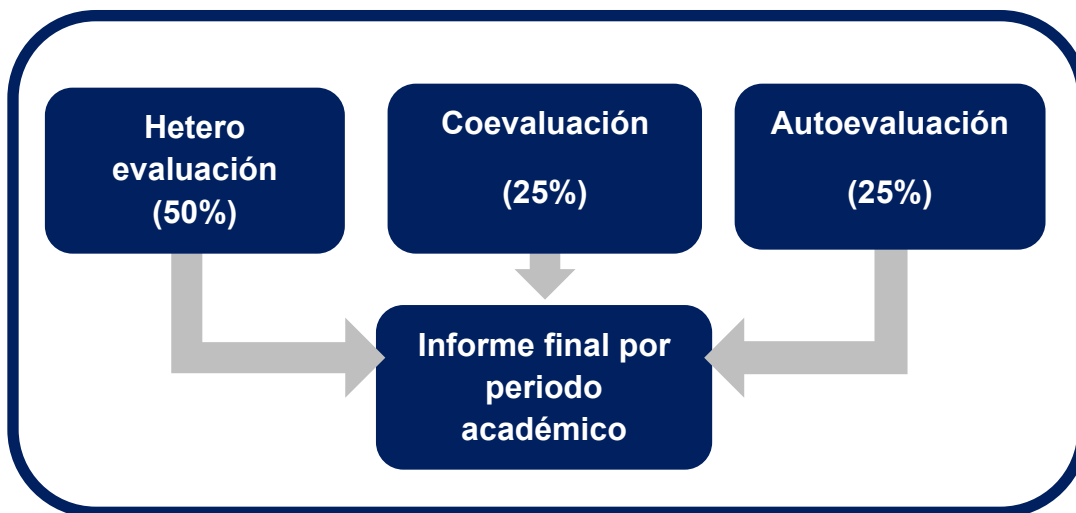 Hetero
evaluación
(50%)
Coevaluación
(25%)
Autoevaluación
(25%)
Informe final por
periodo
académico